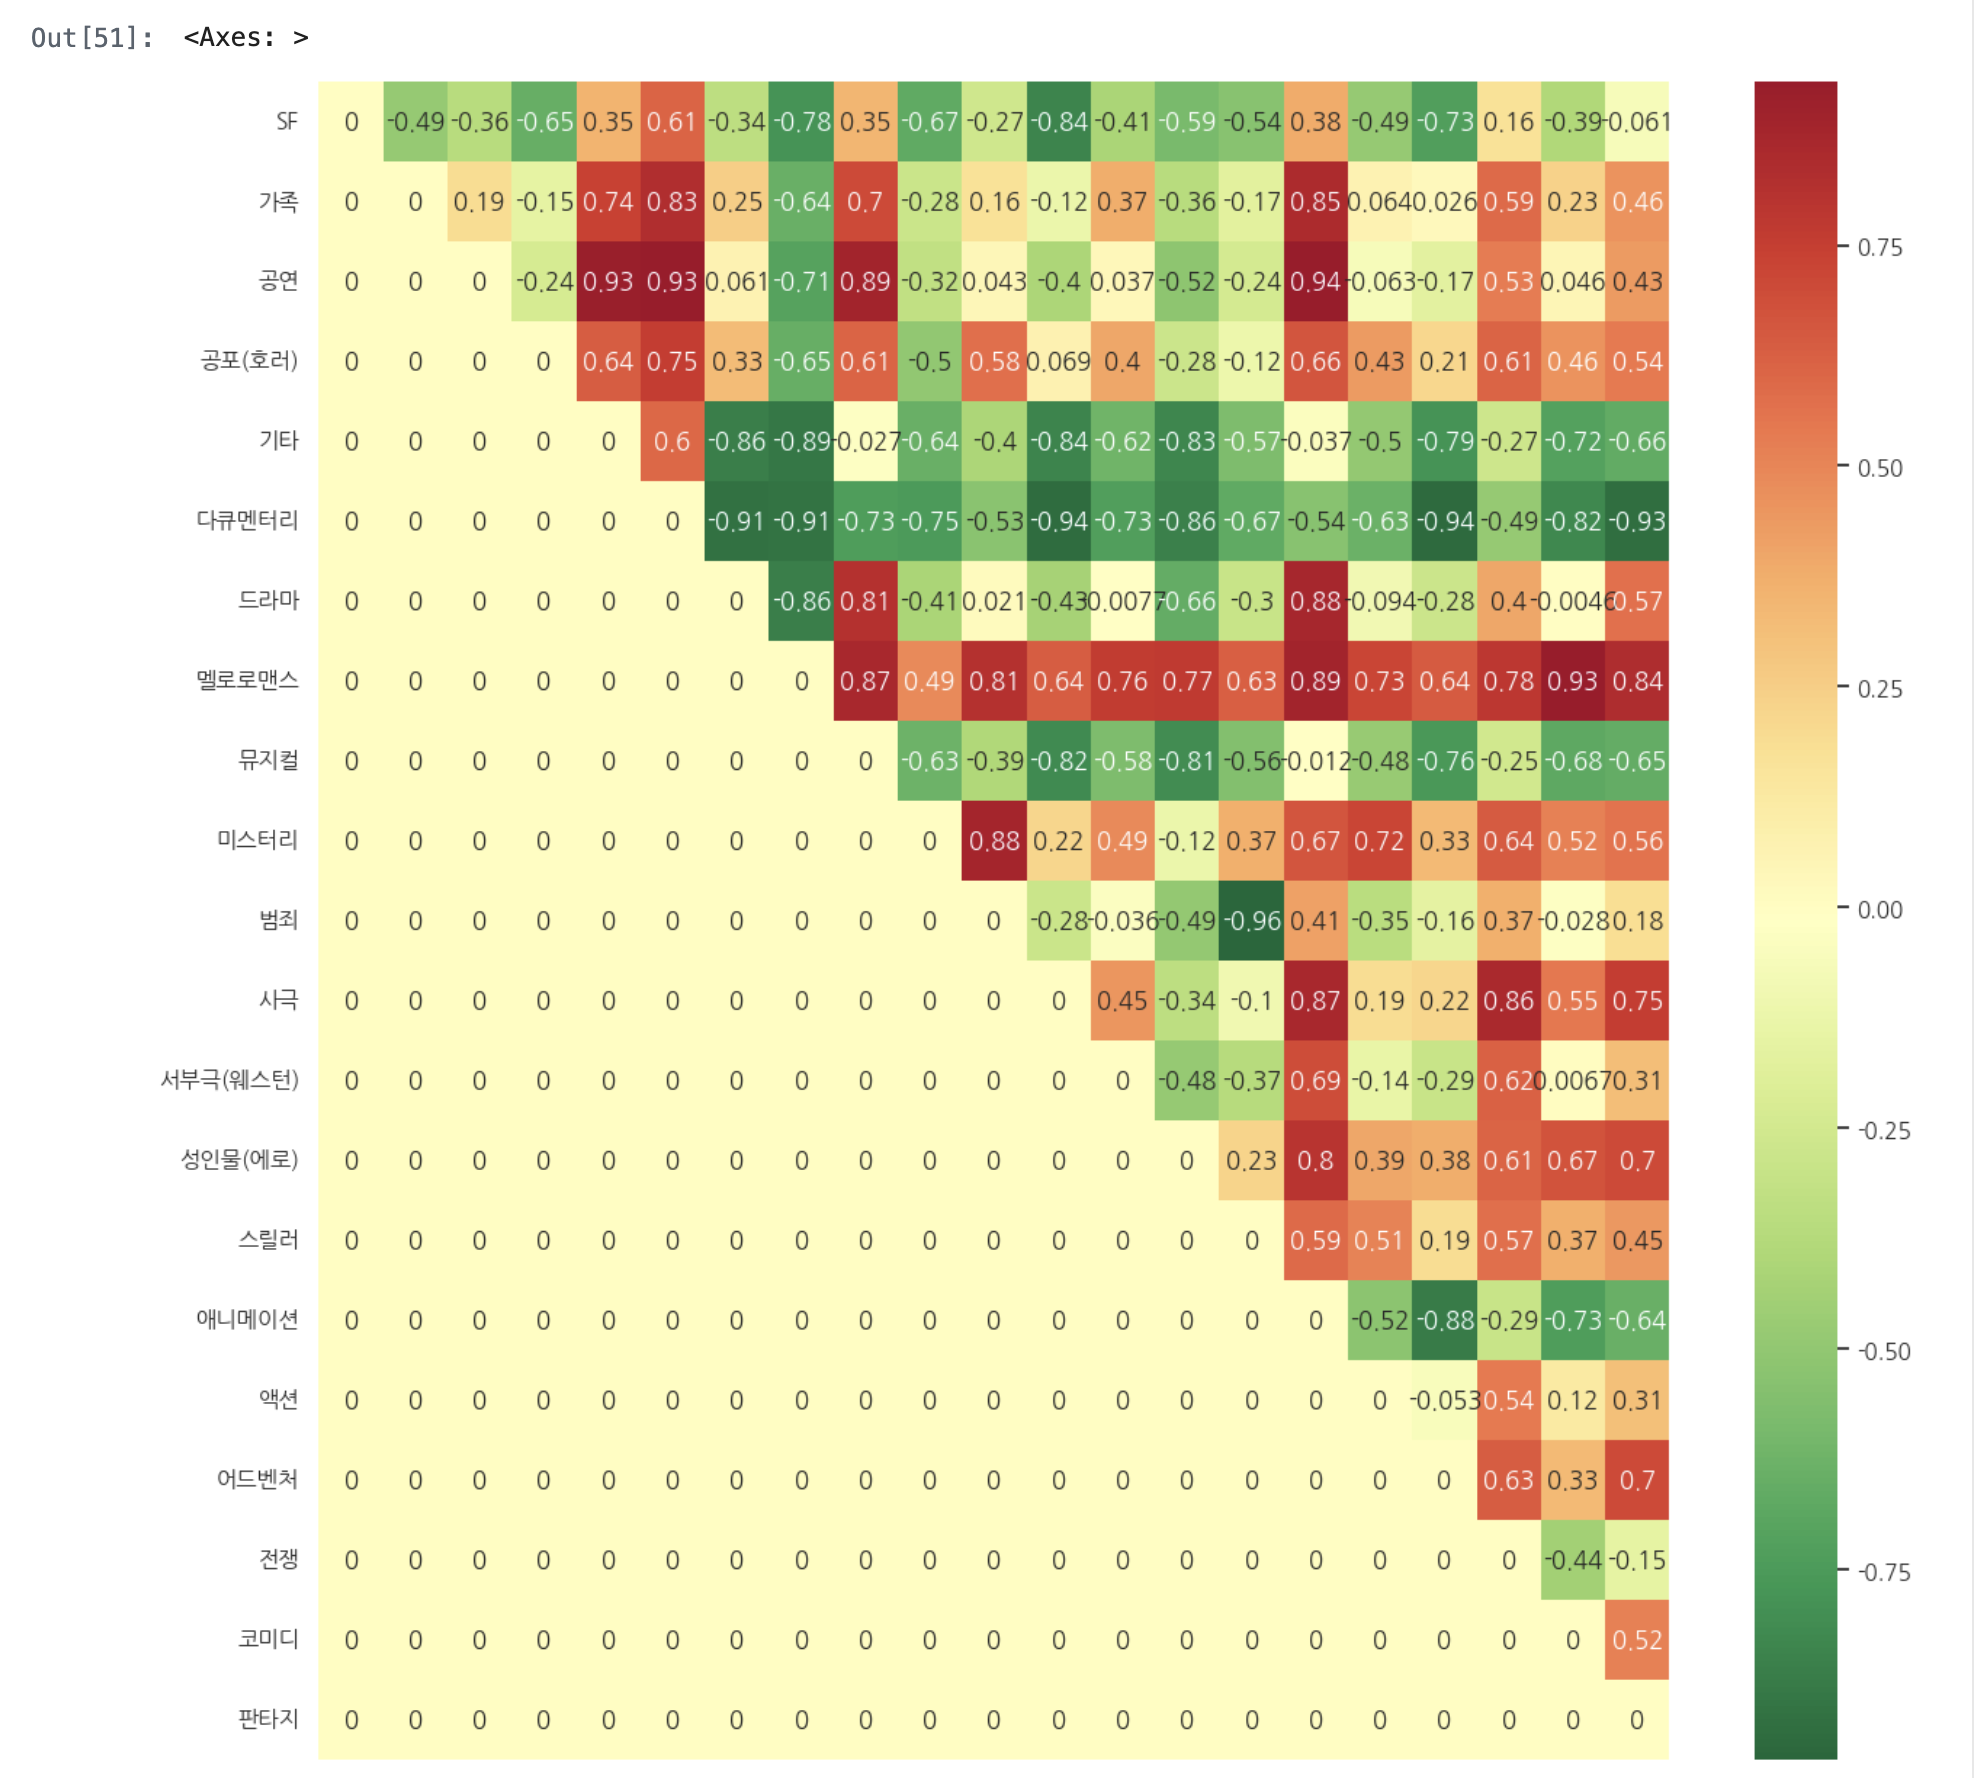 Out[51]: <Axes: >
SF 0 -0.49 -0.36 -0.65 0.35 0.61 -0.34 -0.78 0.35 -0.67 -0.27 -0.84 -0.41 -0.59 -0.54 0.38 -0.49 -0.73 0.16 -0.39 -0.061
가족 0 0 0.19 -0.15 0.74 0.83 0.25 -0.64 0.7 -0.28 0.16 -0.12 0.37 -0.36 -0.17 0.85 0.064 0.026 0.59 0.23 0.46
0.75
공연 0 0 0 -0.24 0.93 0.93 0.061 -0.71 0.89 -0.32 0.043 -0.4 0.037 -0.52 -0.24 0.94 -0.063 -0.17 0.53 0.046 0.43
공포(호러) 0 0 0 0 0.64 0.75 0.33 -0.65 0.61 -0.5 0.58 0.069 0.4 -0.28 -0.12 0.66 0.43 0.21 0.61 0.46 0.54
기타 0 0 0 0 0 0.6 -0.86 -0.89 -0.027 -0.64 -0.4 -0.84 -0.62 -0.83 -0.57 -0.037 -0.5 -0.79 -0.27 -0.72 -0.66
0.50
다큐멘터리 0 0 0 0 0 0 -0.91 -0.91 -0.73 -0.75 -0.53 -0.94 -0.73 -0.86 -0.67 -0.54 -0.63 -0.94 -0.49 -0.82 -0.93
드라마 0 0 0 0 0 0 0 -0.86 0.81 -0.41 0.021 -0.43 0.0077 -0.66 -0.3 0.88 -0.094 -0.28 0.4 -0.0046 0.57
멜로로맨스 0 0 0 0 0 0 0 0 0.87 0.49 0.81 0.64 0.76 0.77 0.63 0.89 0.73 0.64 0.78 0.93 0.84
0.25
뮤지컬 0 0 0 0 0 0 0 0 0 -0.63 -0.39 -0.82 -0.58 -0.81 -0.56 -0.012 -0.48 -0.76 -0.25 -0.68 -0.65
미스터리 0 0 0 0 0 0 0 0 0 0 0.88 0.22 0.49 -0.12 0.37 0.67 0.72 0.33 0.64 0.52 0.56
0.00
범죄 0 0 0 0 0 0 0 0 0 0 0 -0.28 -0.036 -0.49 -0.96 0.41 -0.35 -0.16 0.37 -0.028 0.18
사극 0 0 0 0 0 0 0 0 0 0 0 0 0.45 -0.34 -0.1 0.87 0.19 0.22 0.86 0.55 0.75
서부극(웨스턴) 0 0 0 0 0 0 0 0 0 0 0 0 0 -0.48 -0.37 0.69 -0.14 -0.29 0.62 0.0067 0.31
-0.25
성인물(에로) 0 0 0 0 0 0 0 0 0 0 0 0 0 0 0.23 0.8 0.39 0.38 0.61 0.67 0.7
스릴러 0 0 0 0 0 0 0 0 0 0 0 0 0 0 0 0.59 0.51 0.19 0.57 0.37 0.45
애니메이션 0 0 0 0 0 0 0 0 0 0 0 0 0 0 0 0 -0.52 -0.88 -0.29 -0.73 -0.64
-0.50
액션 0 0 0 0 0 0 0 0 0 0 0 0 0 0 0 0 0 -0.053 0.54 0.12 0.31
어드벤처 0 0 0 0 0 0 0 0 0 0 0 0 0 0 0 0 0 0 0.63 0.33 0.7
전쟁 0 0 0 0 0 0 0 0 0 0 0 0 0 0 0 0 0 0 0 -0.44 -0.15
-0.75
코미디 0 0 0 0 0 0 0 0 0 0 0 0 0 0 0 0 0 0 0 0 0.52
판타지 0 0 0 0 0 0 0 0 0 0 0 0 0 0 0 0 0 0 0 0 0